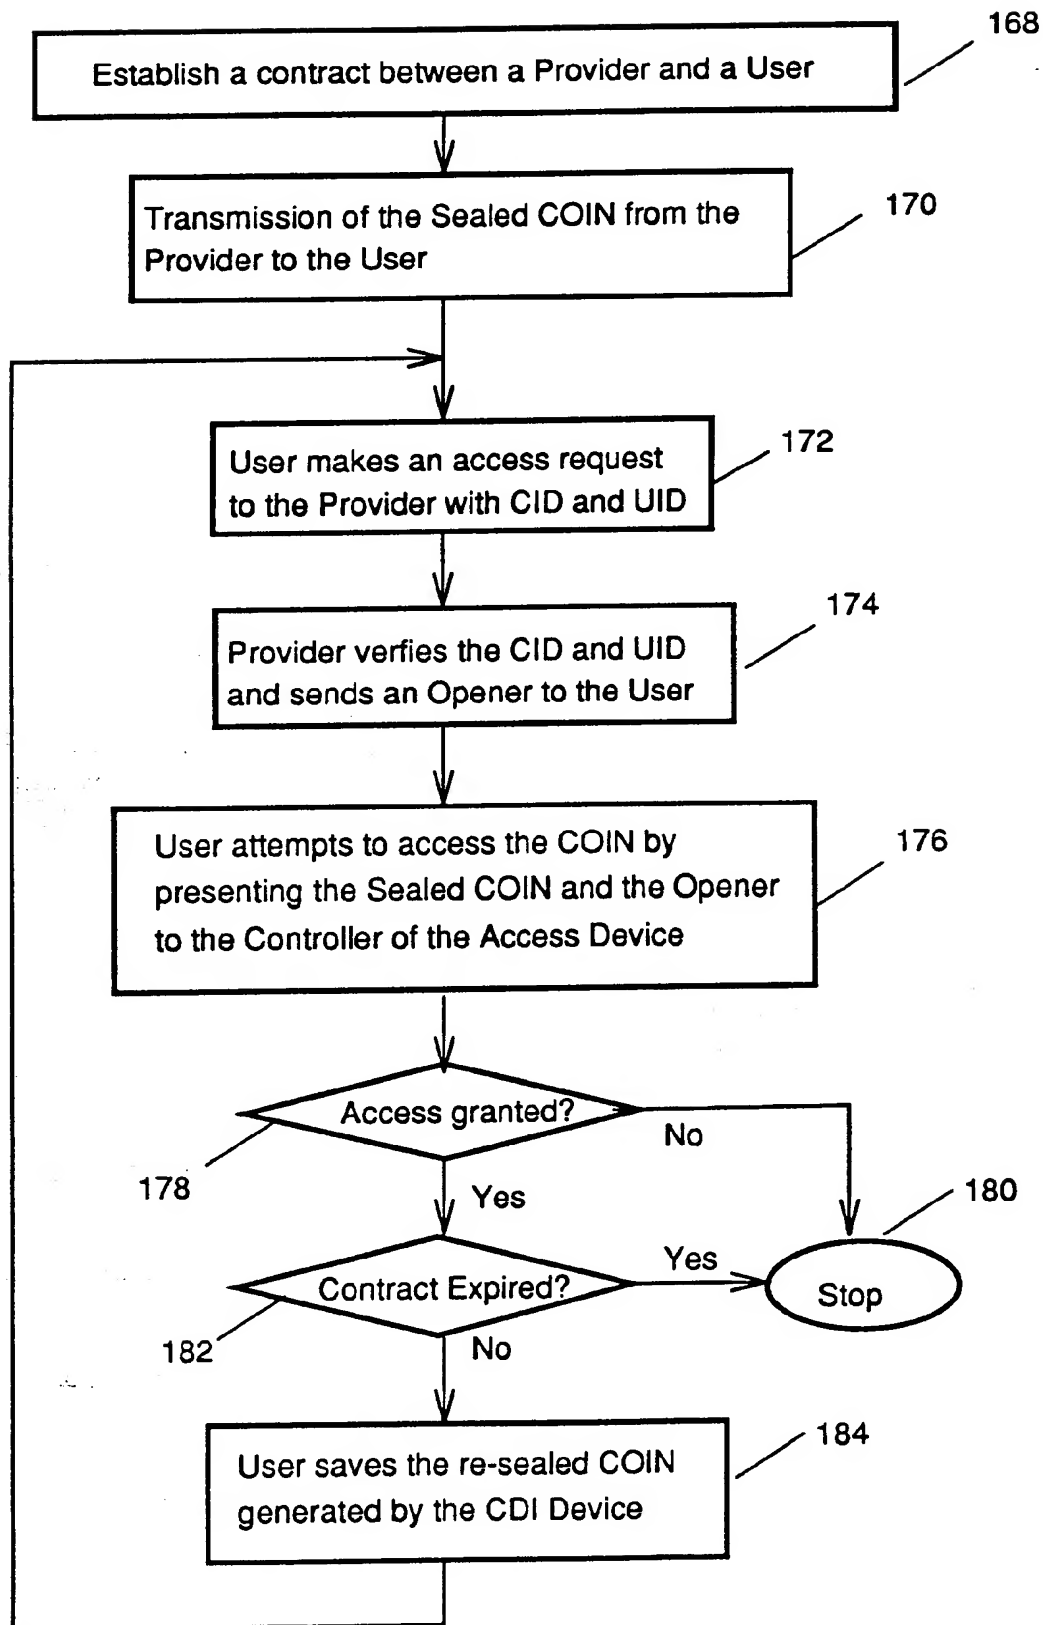 168
Establish a contract between a Provider and a User
Transmission of the Sealed COIN from the
Provider to the User
170
User makes an access request
to the Provider with CID and UID
172
Provider verfies the CID and UID
and sends an Opener to the User
174
User attempts to access the COIN by
presenting the Sealed COIN and the Opener
to the Controller of the Access Device
176
Access granted?
No
178
Yes
180
Contract Expired?
Yes
Stop
182
No
User saves the re-sealed COIN
generated by the CDI Device
184